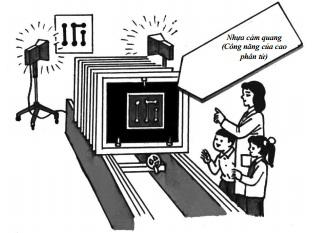 Nhựa cảm quang
(Công năng của cao
phân tử)